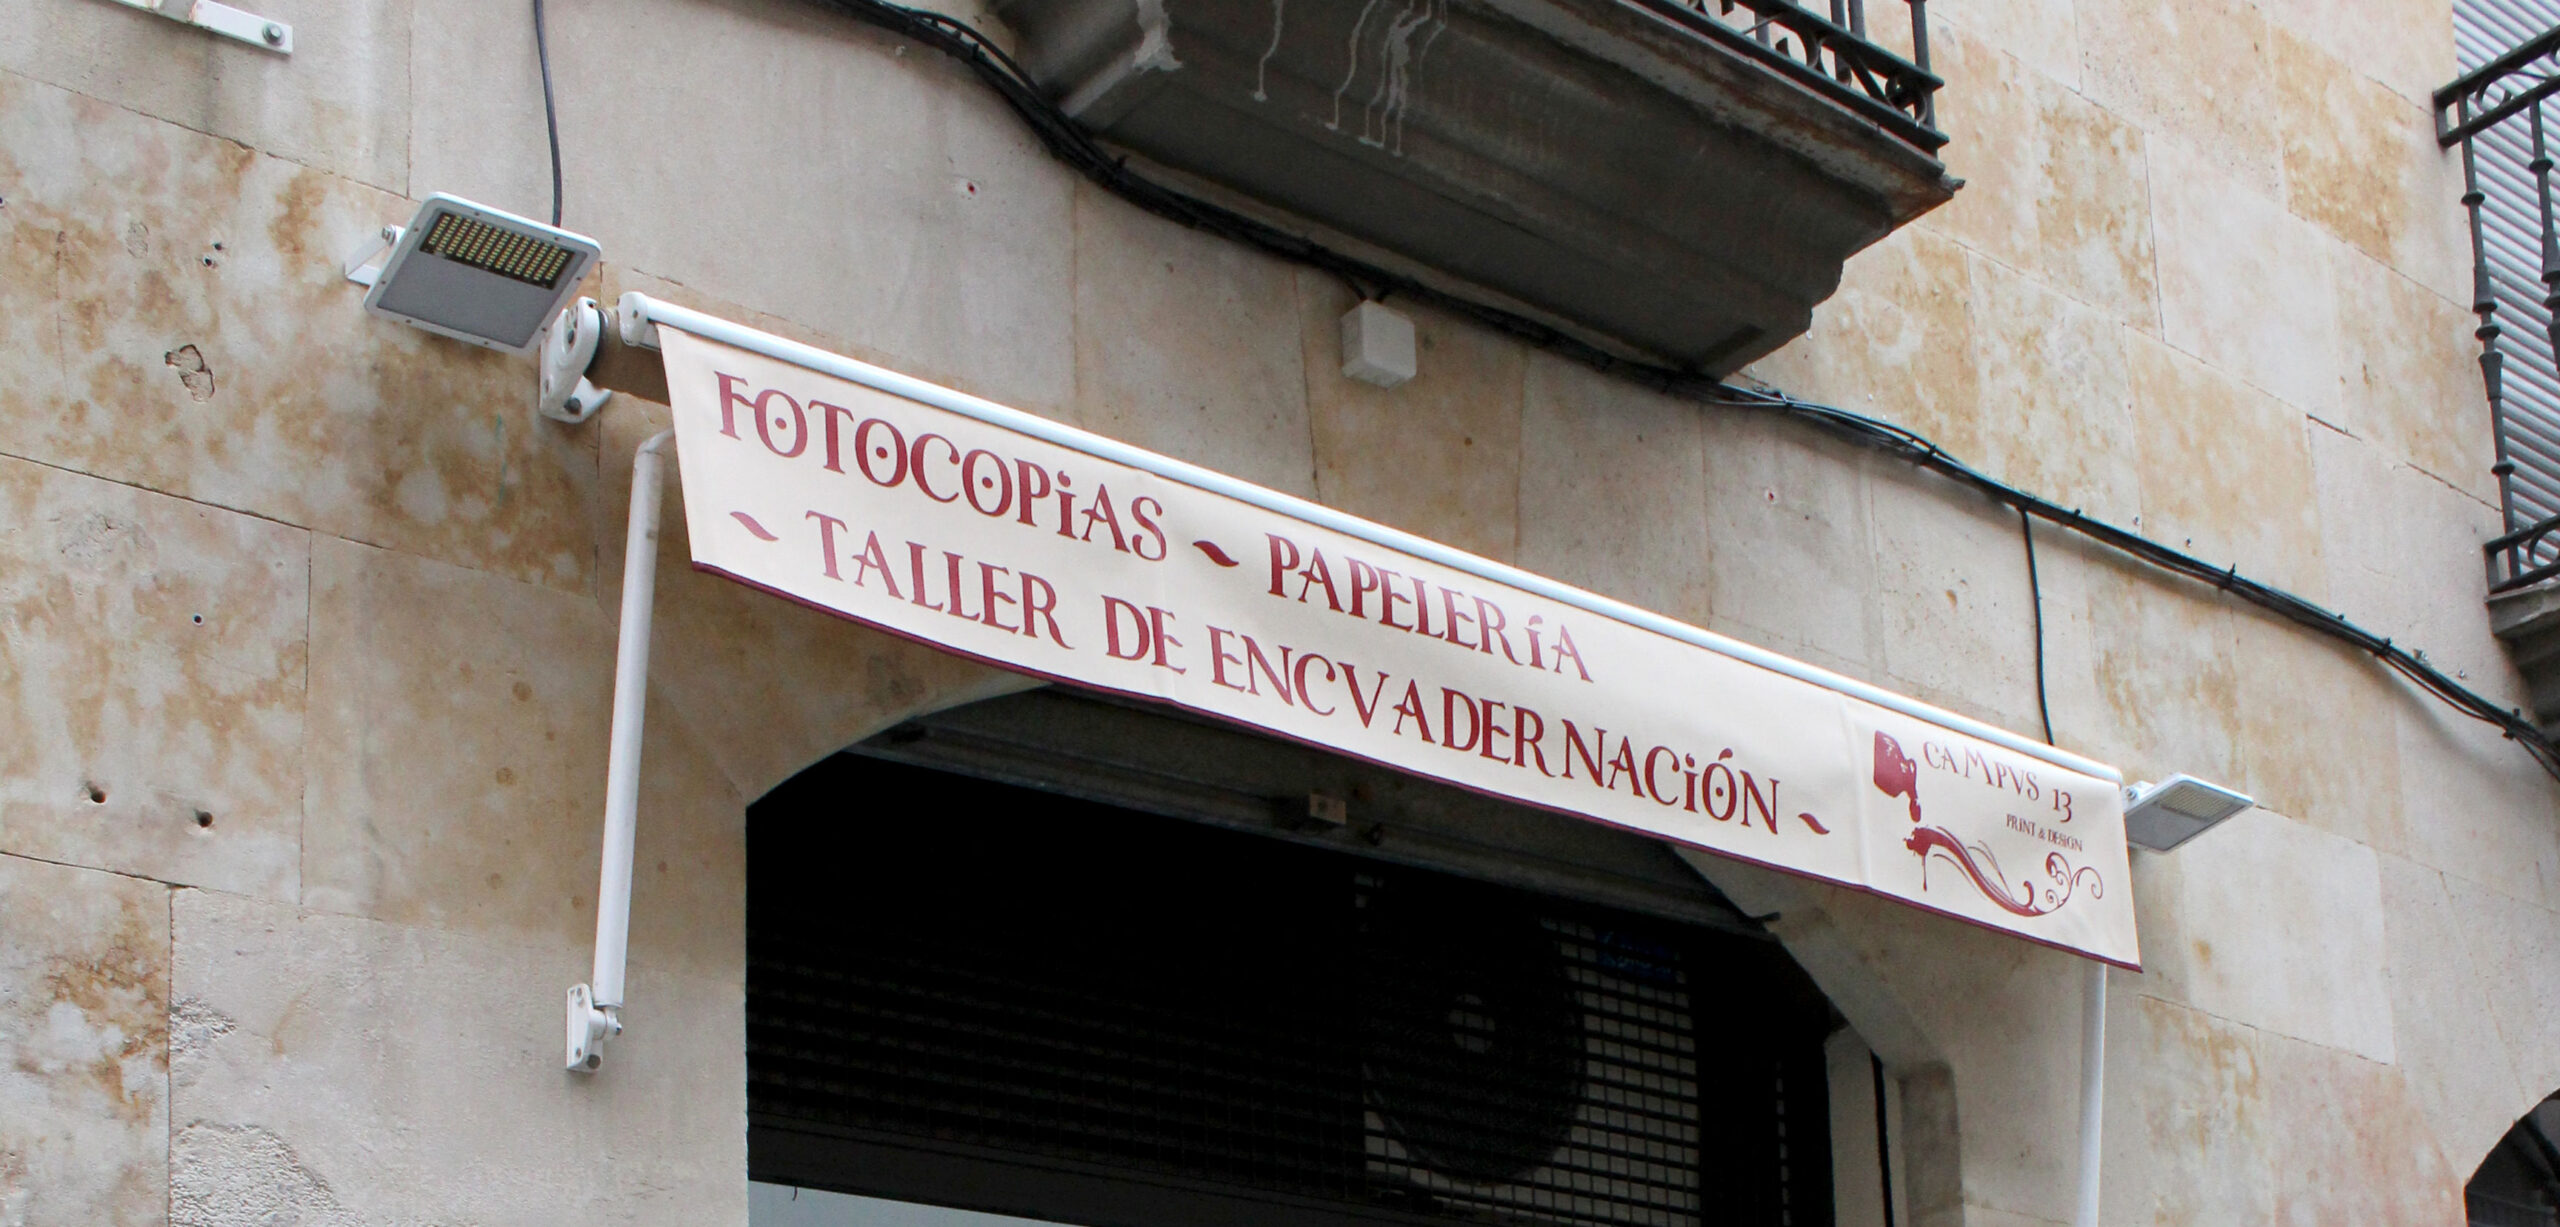 FOTOCOPiAS ~ PAPELERíA
~ TALLER DE ENCVADERNACiÓN ~
CAMPVS 13
PRINT & DESIGN